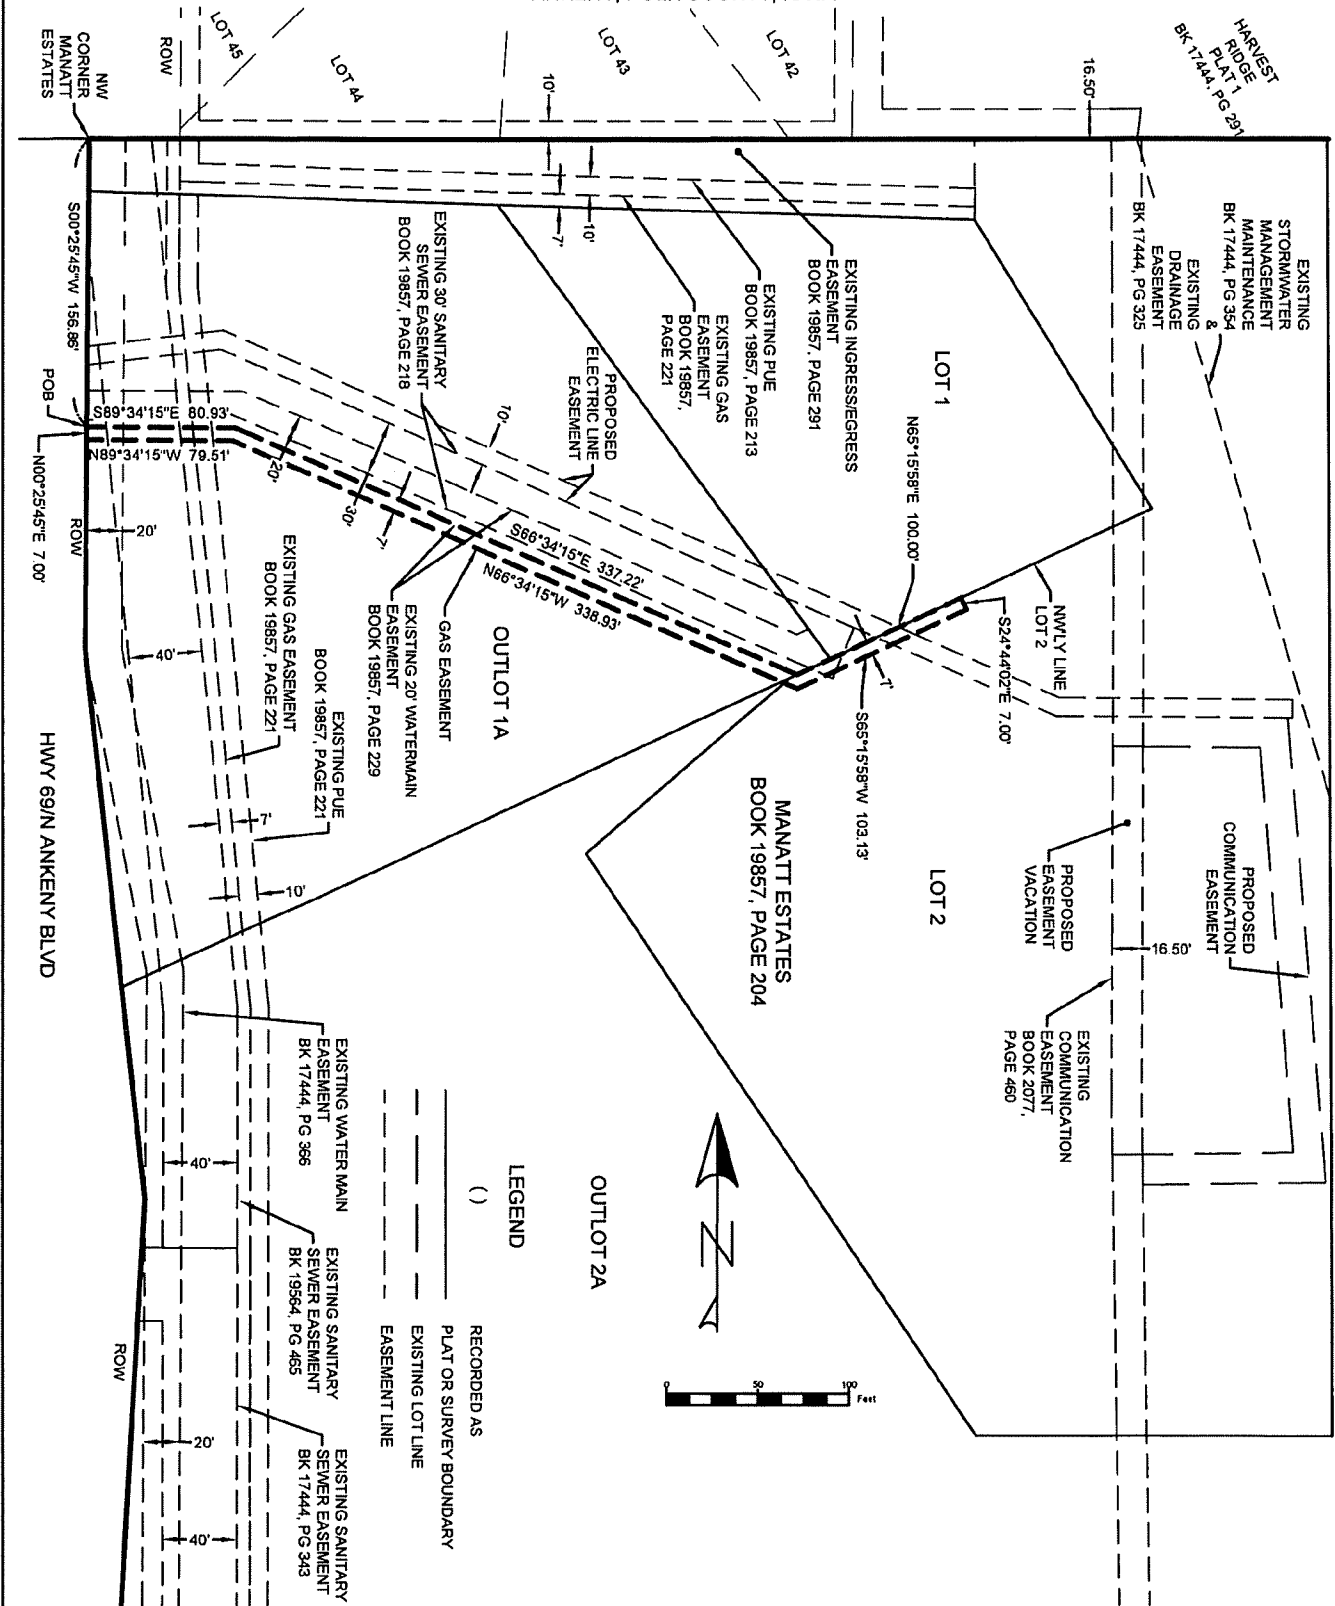 HARVEST
RIDGE
PLAT 1
BK 17444, PG 291
LOT 45
LOT 44
LOT 43
LOT 42
ROW
10'
16.50'
NW
CORNER
MANATT
ESTATES
EXISTING
STORMWATER
MANAGEMENT
MAINTENANCE
BK 17444, PG 354
&
EXISTING
DRAINAGE
EASEMENT
BK 17444, PG 325
EXISTING INGRESS/EGRESS
EASEMENT
BOOK 19857, PAGE 291
EXISTING PUE
BOOK 19857, PAGE 213
EXISTING GAS
EASEMENT
BOOK 19857,
PAGE 221
10'
7'
EXISTING 30' SANITARY
SEWER EASEMENT
BOOK 19857, PAGE 218
PROPOSED
ELECTRIC LINE
EASEMENT
10'
LOT 1
N65°15'58"E 100.00'
S00°25'45"W 156.86'
POB
N00°25'45"E 7.00'
S89°34'15"E 80.93'
N89°34'15"W 79.51'
20'
30'
7'
S66°34'15"E 337.22'
N66°34'15"W 338.93'
NW'LY LINE
LOT 2
S24°44'02"E 7.00'
7'
S65°15'58"W 103.13'
ROW
20'
40'
OUTLOT 1A
GAS EASEMENT
EXISTING 20' WATERMAIN
EASEMENT
BOOK 19857, PAGE 229
EXISTING GAS EASEMENT
BOOK 19857, PAGE 221
EXISTING PUE
BOOK 19857, PAGE 221
7'
10'
HWY 69/N ANKENY BLVD
MANATT ESTATES
BOOK 19857, PAGE 204
LOT 2
PROPOSED
EASEMENT
VACATION
PROPOSED
COMMUNICATION
EASEMENT
16.50'
EXISTING
COMMUNICATION
EASEMENT
BOOK 2077,
PAGE 460
EXISTING WATER MAIN
EASEMENT
BK 17444, PG 366
40'
EXISTING SANITARY
SEWER EASEMENT
BK 19564, PG 465
EXISTING SANITARY
SEWER EASEMENT
BK 17444, PG 343
20'
40'
ROW
OUTLOT 2A
N
LEGEND
( ) RECORDED AS
PLAT OR SURVEY BOUNDARY
EXISTING LOT LINE
EASEMENT LINE
0 50 100
Feet